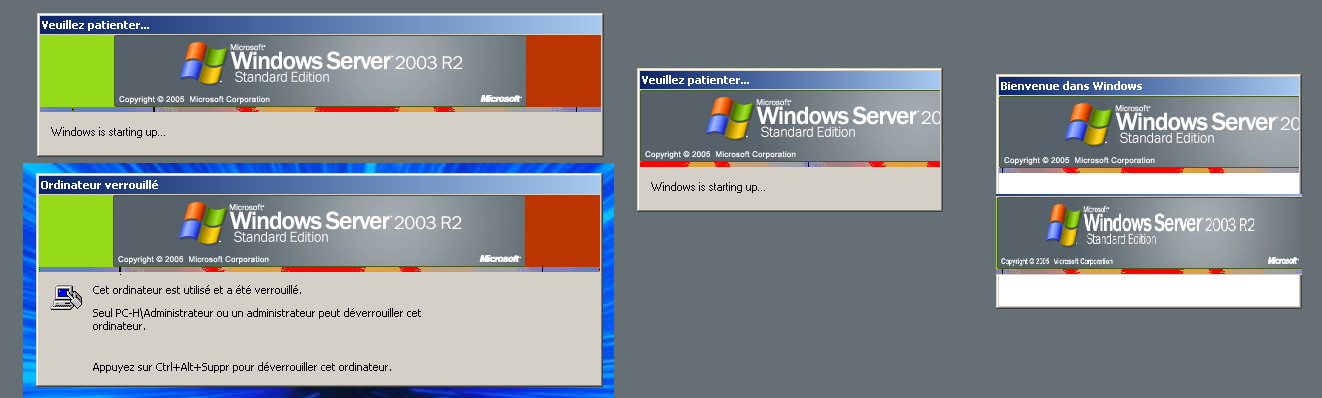 Veuillez patienter...
Microsoft
Windows Server 2003 R2
Standard Edition
Copyright © 2005 Microsoft Corporation
Microsoft
Windows is starting up...
Ordinateur verrouillé
Microsoft
Windows Server 2003 R2
Standard Edition
Copyright © 2005 Microsoft Corporation
Microsoft
Cet ordinateur est utilisé et a été verrouillé.
Seul PC-H\Administrateur ou un administrateur peut déverrouiller cet
ordinateur.
Appuyez sur Ctrl+Alt+Suppr pour déverrouiller cet ordinateur.
Veuillez patienter...
Microsoft
Windows Server 20
Standard Edition
Copyright © 2005 Microsoft Corporation
Windows is starting up...
Bienvenue dans Windows
Microsoft
Windows Server 20
Standard Edition
Copyright © 2005 Microsoft Corporation
Microsoft
Windows Server 2003 R2
Standard Edition
Copyright © 2005 Microsoft Corporation
Microsoft